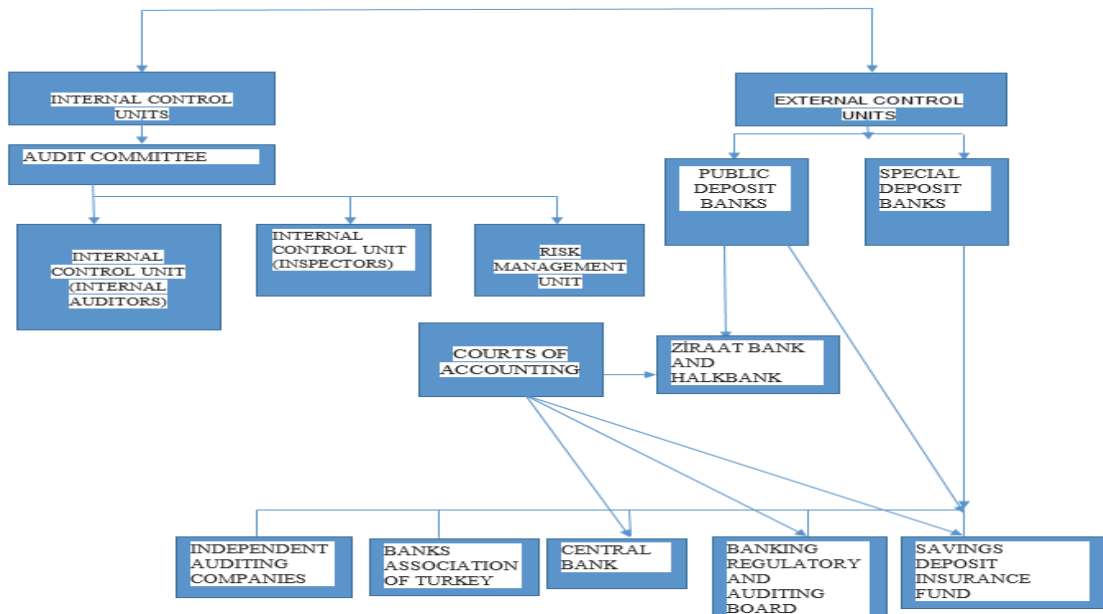 INTERNAL CONTROL
UNITS
EXTERNAL CONTROL
UNITS
AUDIT COMMITTEE
PUBLIC
DEPOSIT
BANKS
SPECIAL
DEPOSIT
BANKS
INTERNAL
CONTROL UNIT
(INTERNAL
AUDITORS)
INTERNAL
CONTROL UNIT
(INSPECTORS)
RISK
MANAGEMENT
UNIT
COURTS OF
ACCOUNTING
ZİRAAT BANK
AND
HALKBANK
INDEPENDENT
AUDITING
COMPANIES
BANKS
ASSOCIATION
OF TURKEY
CENTRAL
BANK
BANKING
REGULATORY
AND
AUDITING
BOARD
SAVINGS
DEPOSIT
INSURANCE
FUND